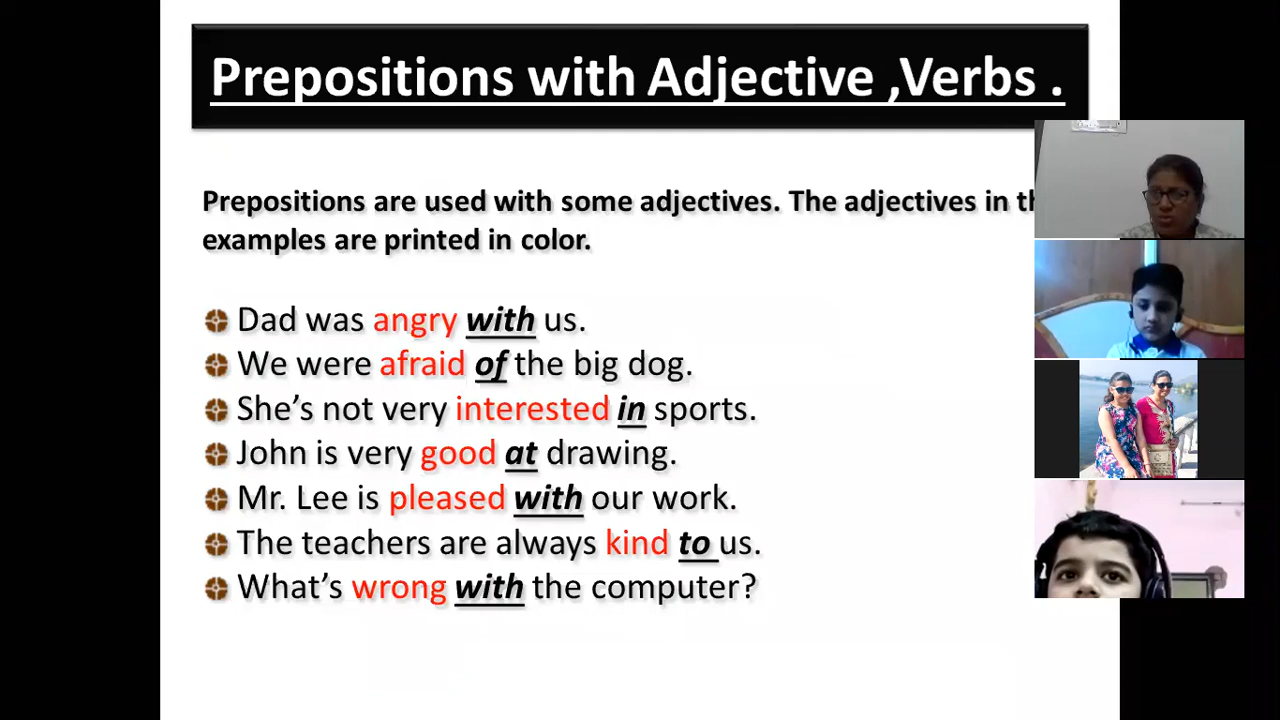 Prepositions with Adjective ,Verbs .
Prepositions are used with some adjectives. The adjectives in
examples are printed in color.
Dad was angry with us.
We were afraid of the big dog.
She's not very interested in sports.
John is very good at drawing.
Mr. Lee is pleased with our work.
The teachers are always kind to us.
What's wrong with the computer?